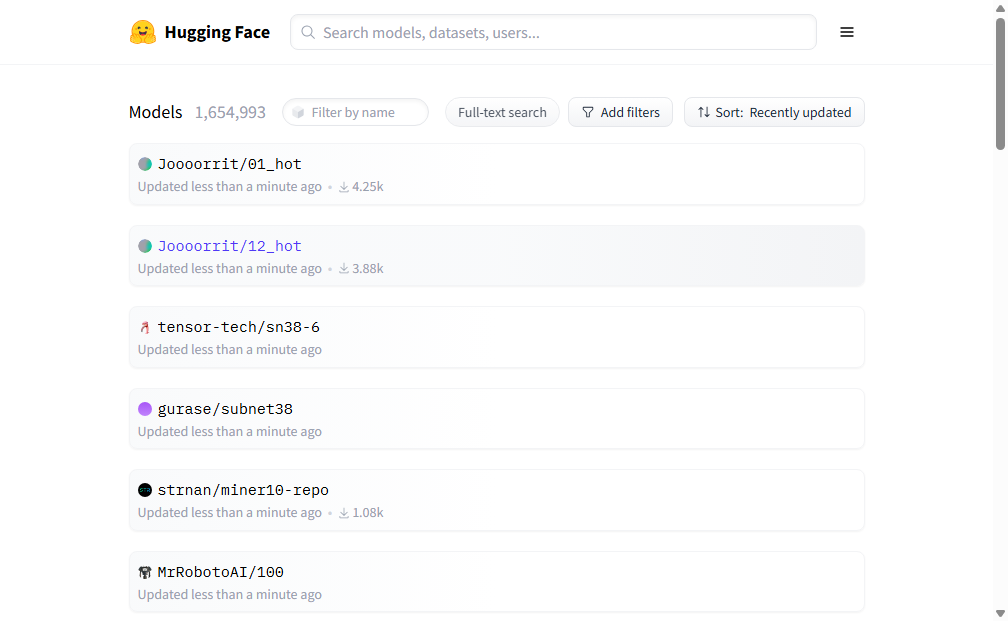 Hugging Face
Search models, datasets, users...
Models 1,654,993 Filter by name Full-text search Add filters Sort: Recently updated
Joooorrit/01_hot
Updated less than a minute ago • 4.25k
Joooorrit/12_hot
Updated less than a minute ago • 3.88k
tensor-tech/sn38-6
Updated less than a minute ago
gurase/subnet38
Updated less than a minute ago
strnan/miner10-repo
Updated less than a minute ago • 1.08k
MrRobotoAI/100
Updated less than a minute ago